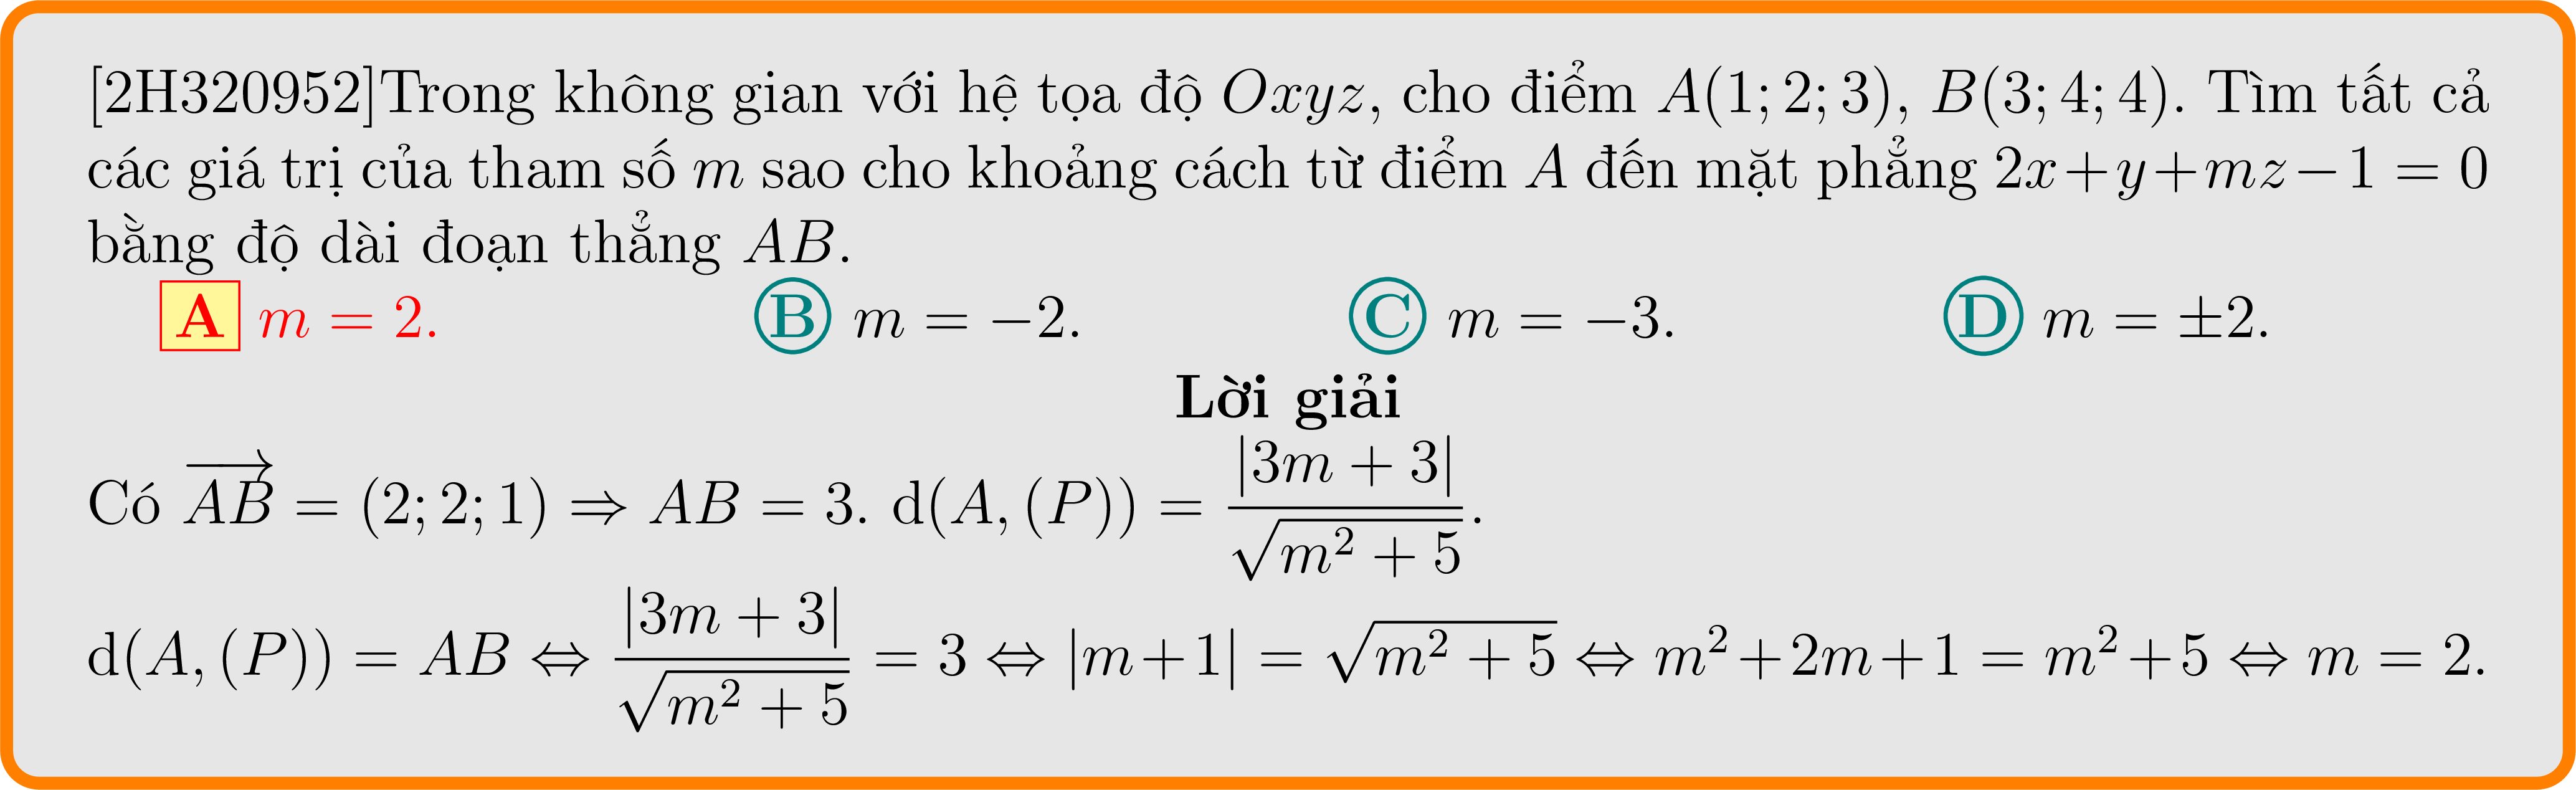 [2H320952]Trong không gian với hệ tọa độ $Oxyz$, cho điểm $A(1;2;3)$, $B(3;4;4)$. Tìm tất cả
các giá trị của tham số $m$ sao cho khoảng cách từ điểm $A$ đến mặt phẳng $2x+y+mz-1=0$
bằng độ dài đoạn thẳng $AB$.
A $m=2$. B $m=-2$. C $m=-3$. D $m=\pm2$.
Lời giải
Có $\overrightarrow{AB}=(2;2;1)\Rightarrow AB=3$. $\mathrm{d}(A,(P))=\dfrac{|3m+3|}{\sqrt{m^2+5}}$.
$\mathrm{d}(A,(P))=AB\Leftrightarrow\dfrac{|3m+3|}{\sqrt{m^2+5}}=3\Leftrightarrow|m+1|=\sqrt{m^2+5}\Leftrightarrow m^2+2m+1=m^2+5\Leftrightarrow m=2$.